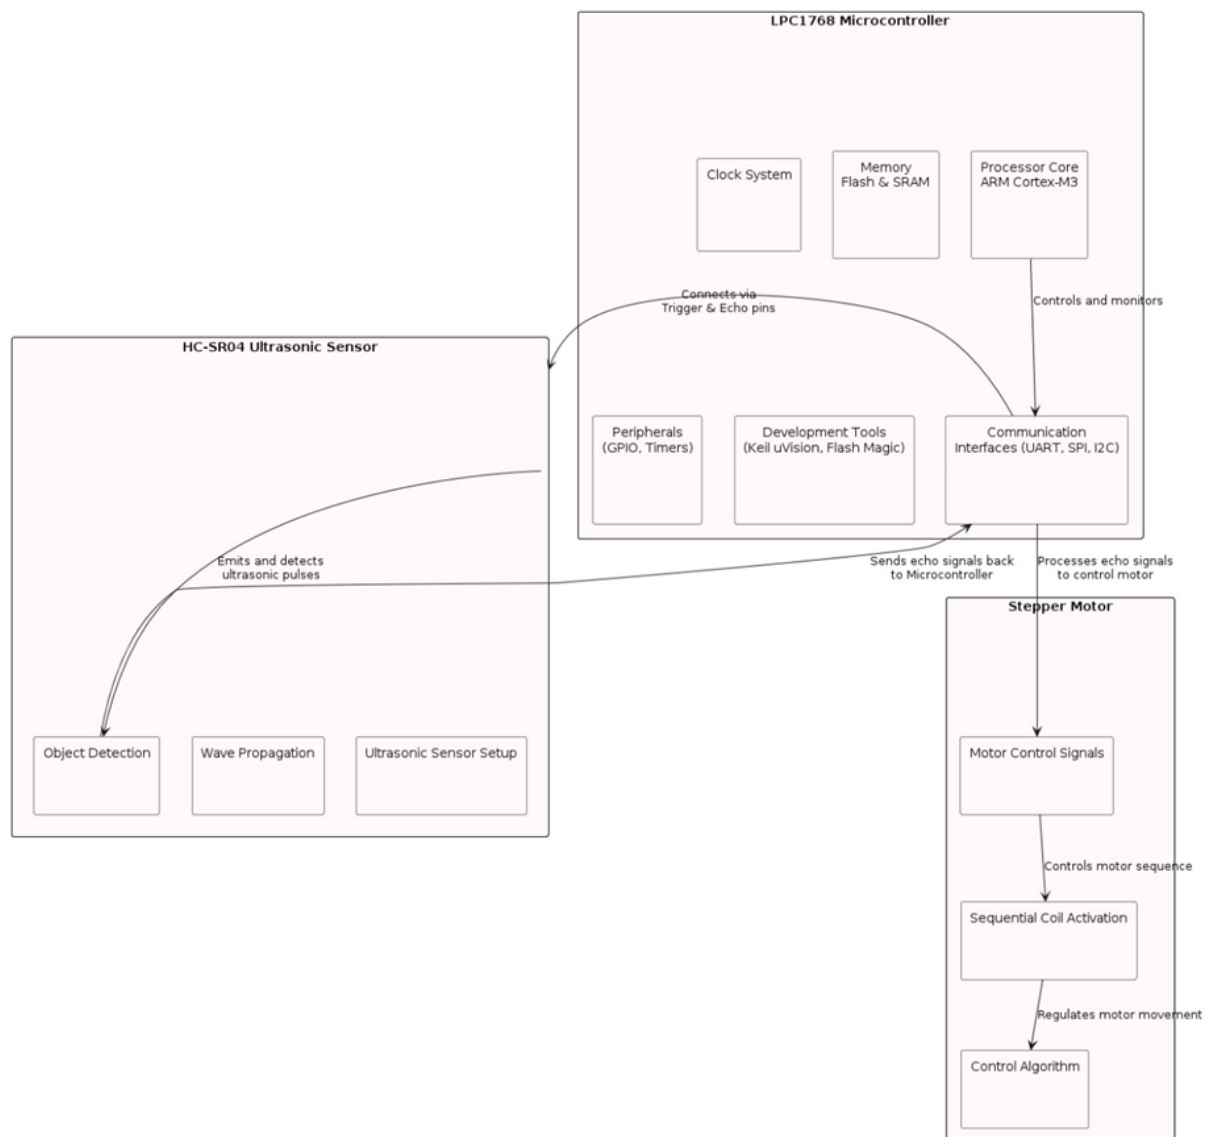 LPC1768 Microcontroller
Clock System
Memory
Flash & SRAM
Processor Core
ARM Cortex-M3
Connects via
Trigger & Echo pins
Controls and monitors
HC-SR04 Ultrasonic Sensor
Peripherals
(GPIO, Timers)
Development Tools
(Keil uVision, Flash Magic)
Communication
Interfaces (UART, SPI, I2C)
Emits and detects
ultrasonic pulses
Sends echo signals back
to Microcontroller
Processes echo signals
to control motor
Stepper Motor
Object Detection
Wave Propagation
Ultrasonic Sensor Setup
Motor Control Signals
Controls motor sequence
Sequential Coil Activation
Regulates motor movement
Control Algorithm